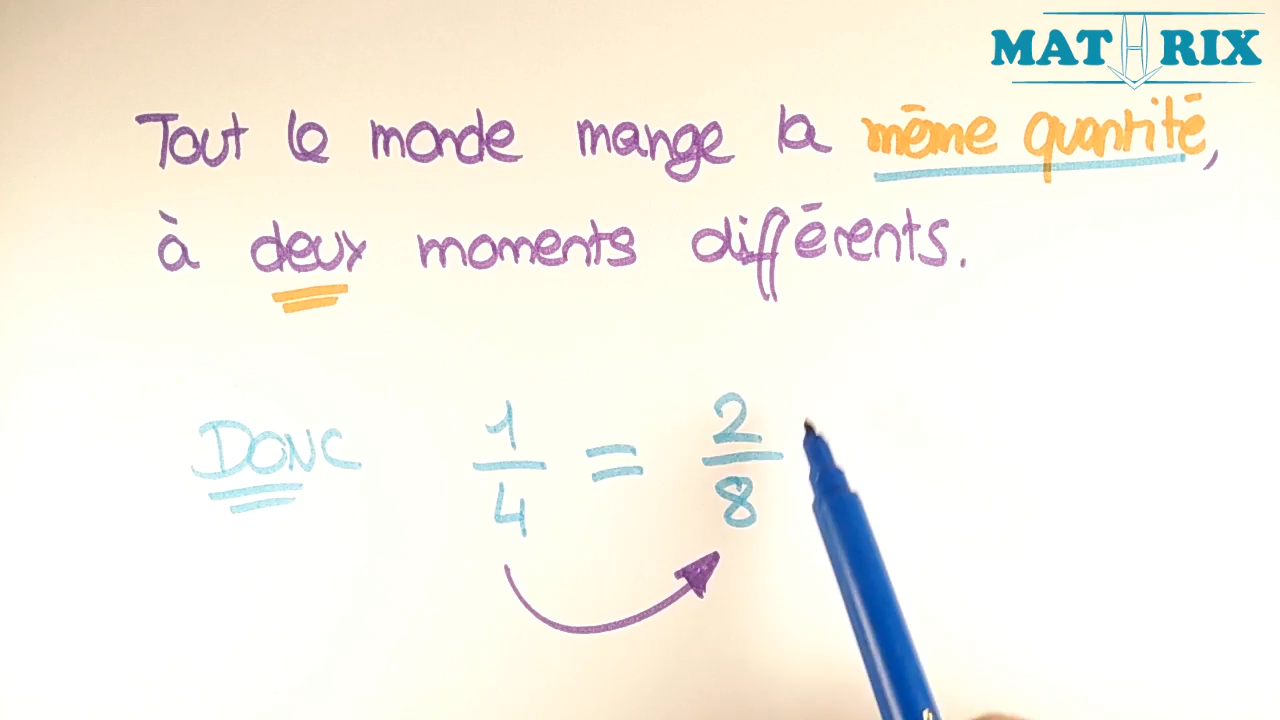 MATHRIX
Tout le monde mange la même quantité,
à deux moments différents.
DONC 1/4 = 2/8